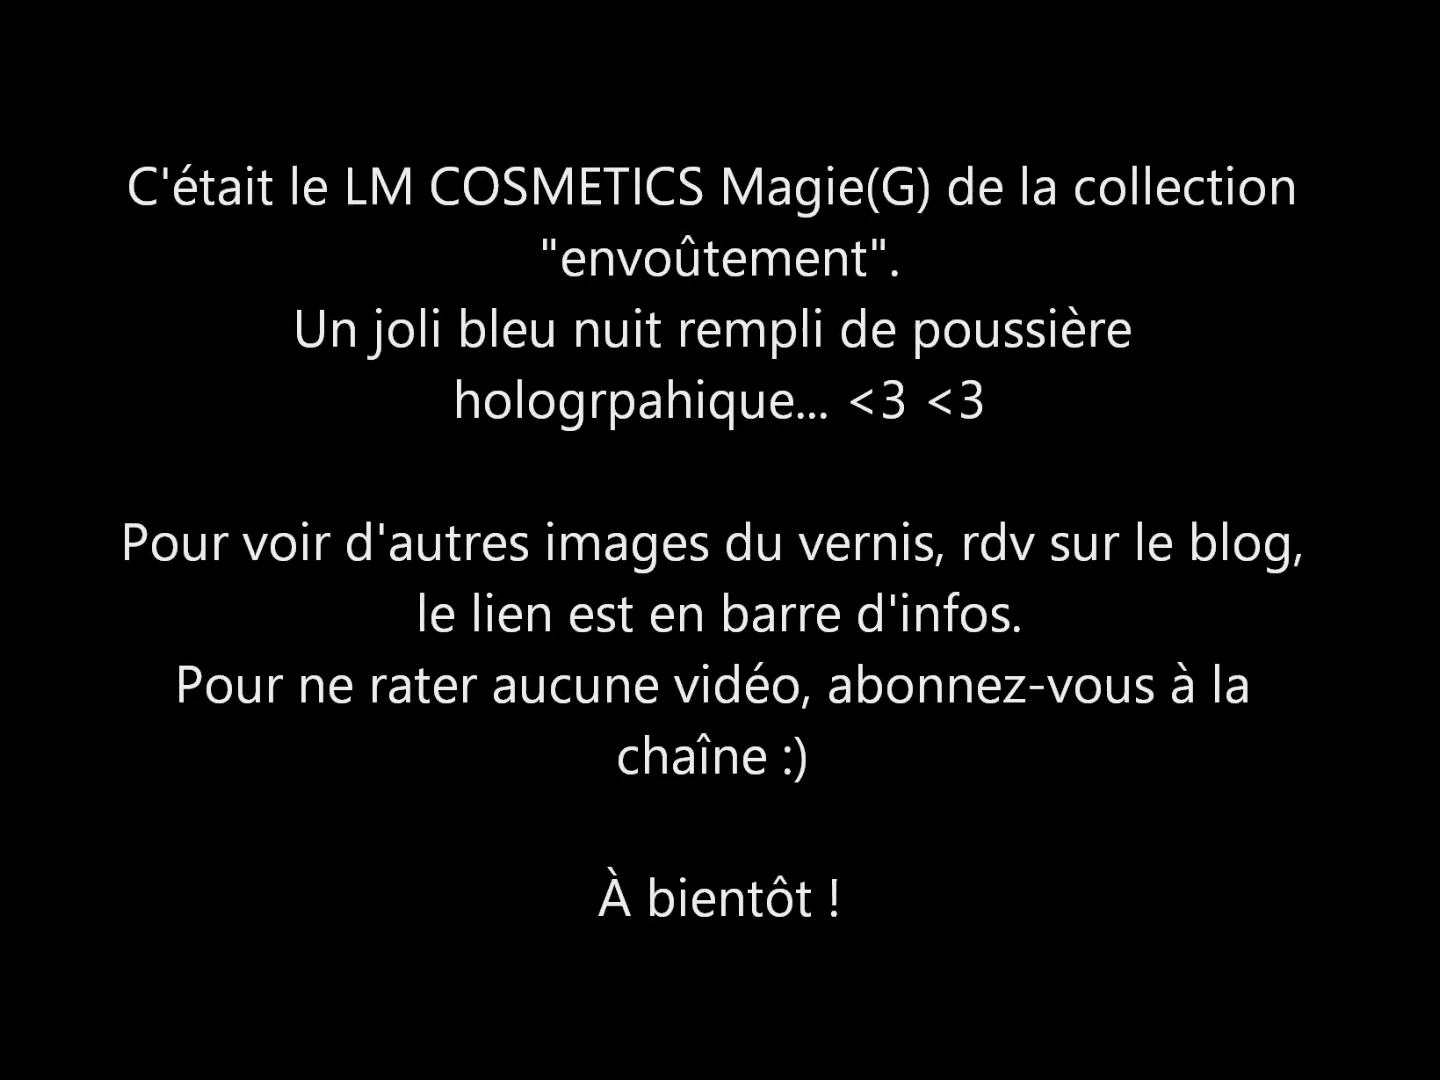 C'était le LM COSMETICS Magie(G) de la collection
"envoûtement".
Un joli bleu nuit rempli de poussière
hologrpahique... <3 <3
Pour voir d'autres images du vernis, rdv sur le blog,
le lien est en barre d'infos.
Pour ne rater aucune vidéo, abonnez-vous à la
chaîne :)
À bientôt !